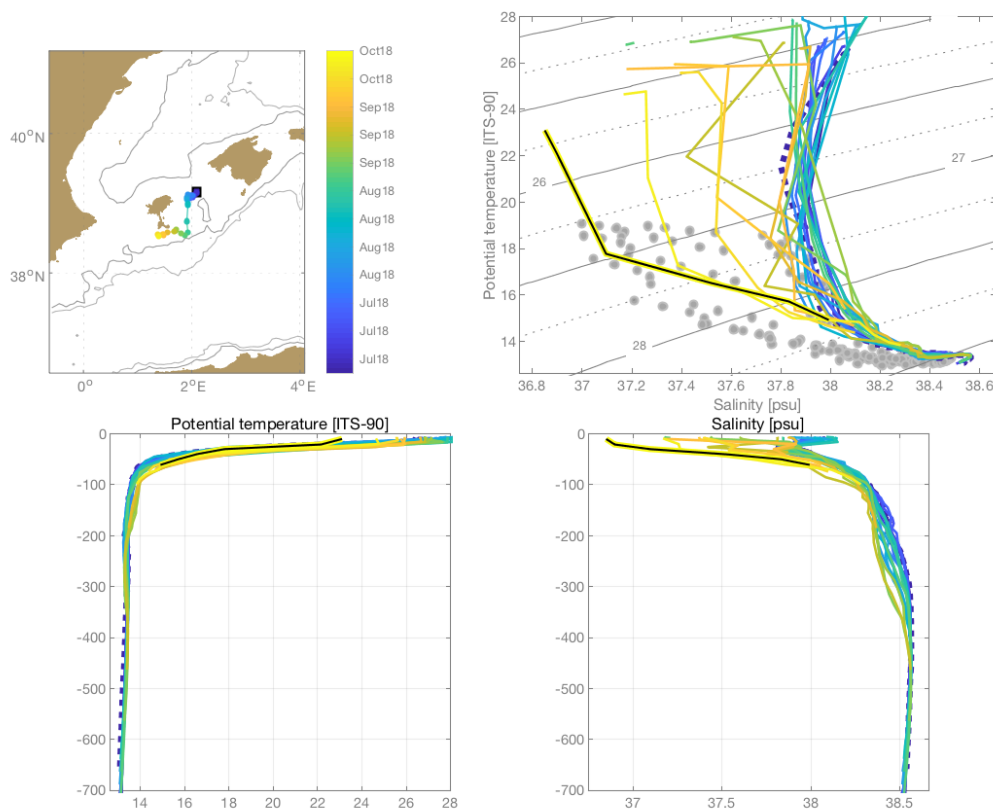 Oct18
Oct18
Sep18
Sep18
Sep18
Aug18
Aug18
Aug18
Aug18
Jul18
Jul18
Jul18
40°N
38°N
0°
2°E
4°E
Potential temperature [ITS-90]
28
26
24
22
20
18
16
14
26
27
28
36.8
37
37.2
37.4
37.6
37.8
38
38.2
38.4
38.6
Salinity [psu]
Potential temperature [ITS-90]
0
-100
-200
-300
-400
-500
-600
-700
14
16
18
20
22
24
26
28
Salinity [psu]
0
-100
-200
-300
-400
-500
-600
-700
37
37.5
38
38.5